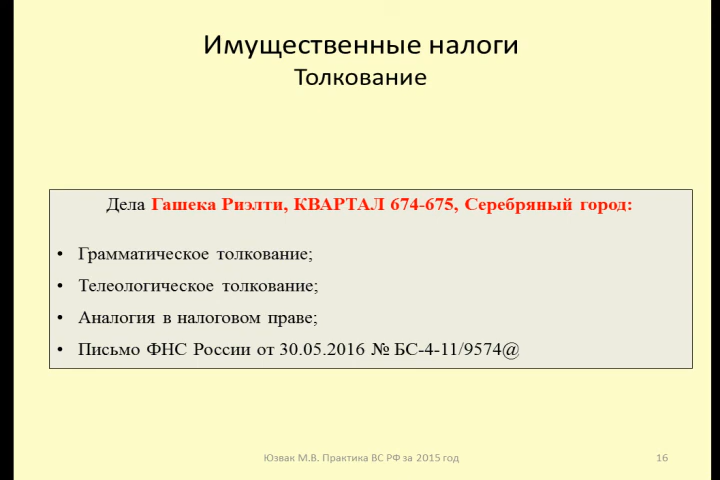 Имущественные налоги
Толкование
Дела Гашека Риэлти, КВАРТАЛ 674-675, Серебряный город:
• Грамматическое толкование;
• Телеологическое толкование;
• Аналогия в налоговом праве;
• Письмо ФНС России от 30.05.2016 № БС-4-11/9574@
Юзвак М.В. Практика ВС РФ за 2015 год
16